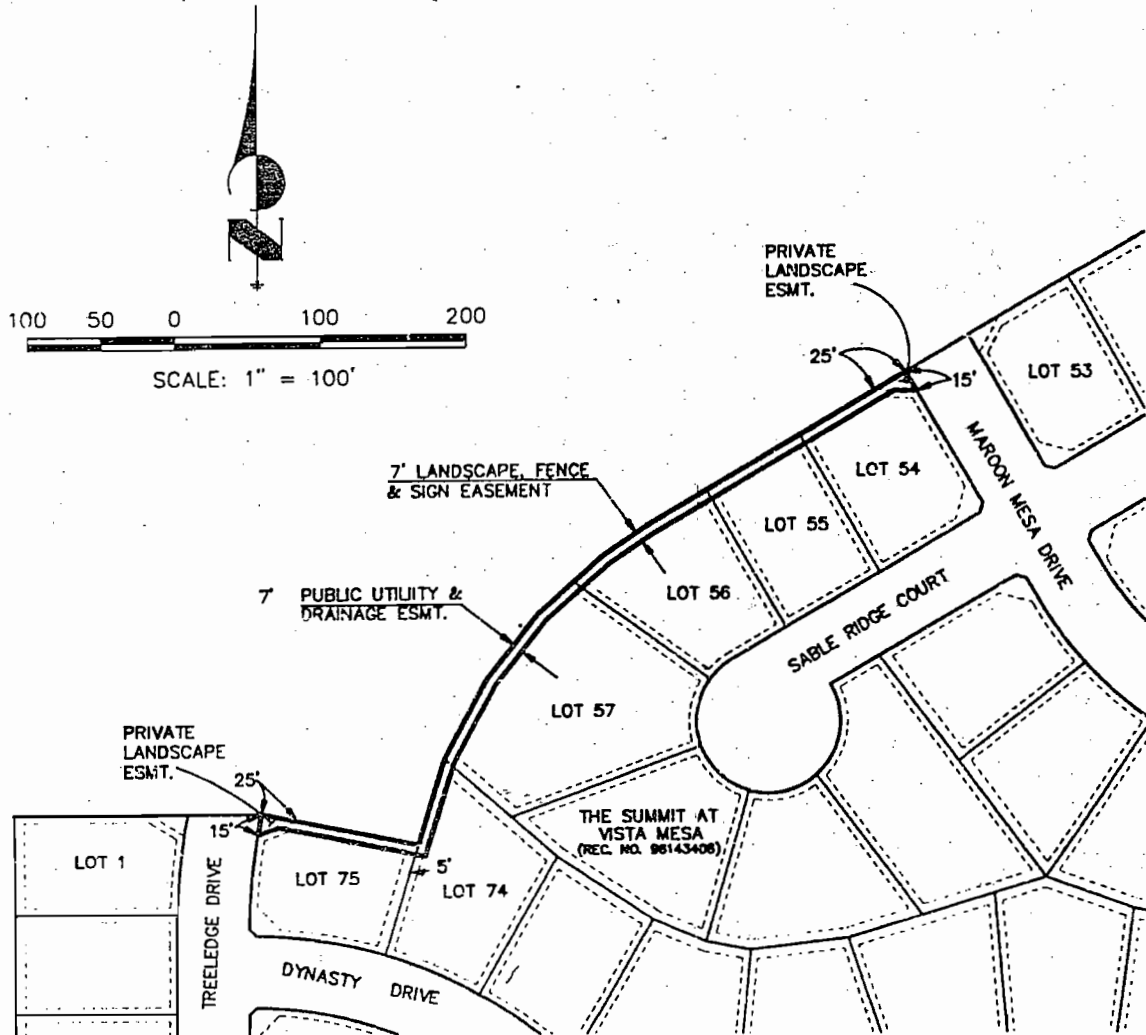 N
100 50 0 100 200
SCALE: 1" = 100'
PRIVATE
LANDSCAPE
ESMT.
25'
15'
LOT 53
LOT 54
MAROON MESA DRIVE
7' LANDSCAPE, FENCE
& SIGN EASEMENT
LOT 55
LOT 56
7' PUBLIC UTILITY &
DRAINAGE ESMT.
SABLE RIDGE COURT
LOT 57
PRIVATE
LANDSCAPE
ESMT.
25'
15'
THE SUMMIT AT
VISTA MESA
(REC. NO. 96143406)
LOT 1
LOT 75
5'
LOT 74
TREELEDGE DRIVE
DYNASTY DRIVE